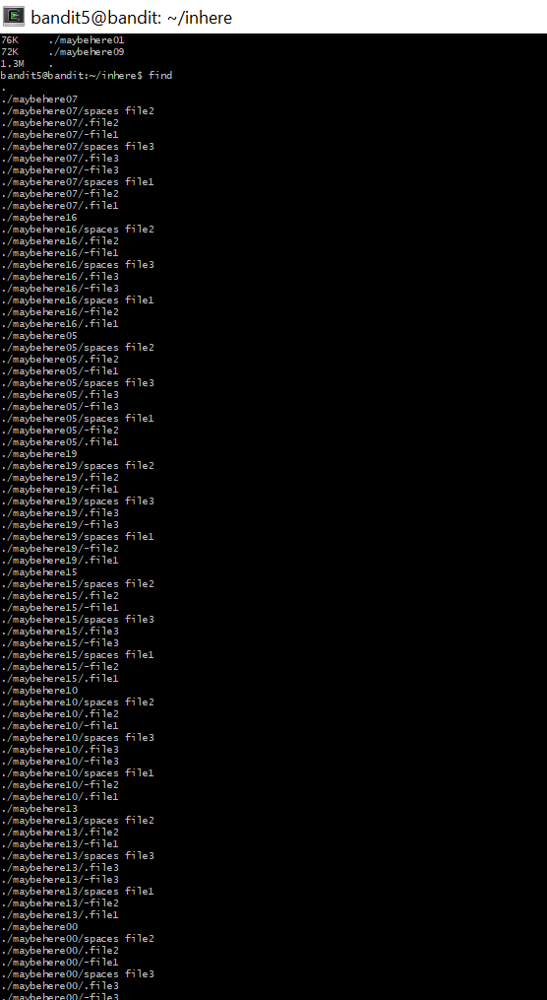 bandit5@bandit: ~/inhere
76K ./maybehere01
72K ./maybehere09
1.3M .
bandit5@bandit:~/inhere$ find
.
./maybehere07
./maybehere07/spaces file2
./maybehere07/.file2
./maybehere07/-file1
./maybehere07/spaces file3
./maybehere07/.file3
./maybehere07/-file3
./maybehere07/spaces file1
./maybehere07/-file2
./maybehere07/.file1
./maybehere16
./maybehere16/spaces file2
./maybehere16/.file2
./maybehere16/-file1
./maybehere16/spaces file3
./maybehere16/.file3
./maybehere16/-file3
./maybehere16/spaces file1
./maybehere16/-file2
./maybehere16/.file1
./maybehere05
./maybehere05/spaces file2
./maybehere05/.file2
./maybehere05/-file1
./maybehere05/spaces file3
./maybehere05/.file3
./maybehere05/-file3
./maybehere05/spaces file1
./maybehere05/-file2
./maybehere05/.file1
./maybehere19
./maybehere19/spaces file2
./maybehere19/.file2
./maybehere19/-file1
./maybehere19/spaces file3
./maybehere19/.file3
./maybehere19/-file3
./maybehere19/spaces file1
./maybehere19/-file2
./maybehere19/.file1
./maybehere15
./maybehere15/spaces file2
./maybehere15/.file2
./maybehere15/-file1
./maybehere15/spaces file3
./maybehere15/.file3
./maybehere15/-file3
./maybehere15/spaces file1
./maybehere15/-file2
./maybehere15/.file1
./maybehere10
./maybehere10/spaces file2
./maybehere10/.file2
./maybehere10/-file1
./maybehere10/spaces file3
./maybehere10/.file3
./maybehere10/-file3
./maybehere10/spaces file1
./maybehere10/-file2
./maybehere10/.file1
./maybehere13
./maybehere13/spaces file2
./maybehere13/.file2
./maybehere13/-file1
./maybehere13/spaces file3
./maybehere13/.file3
./maybehere13/-file3
./maybehere13/spaces file1
./maybehere13/-file2
./maybehere13/.file1
./maybehere00
./maybehere00/spaces file2
./maybehere00/.file2
./maybehere00/-file1
./maybehere00/spaces file3
./maybehere00/.file3
./maybehere00/-file3